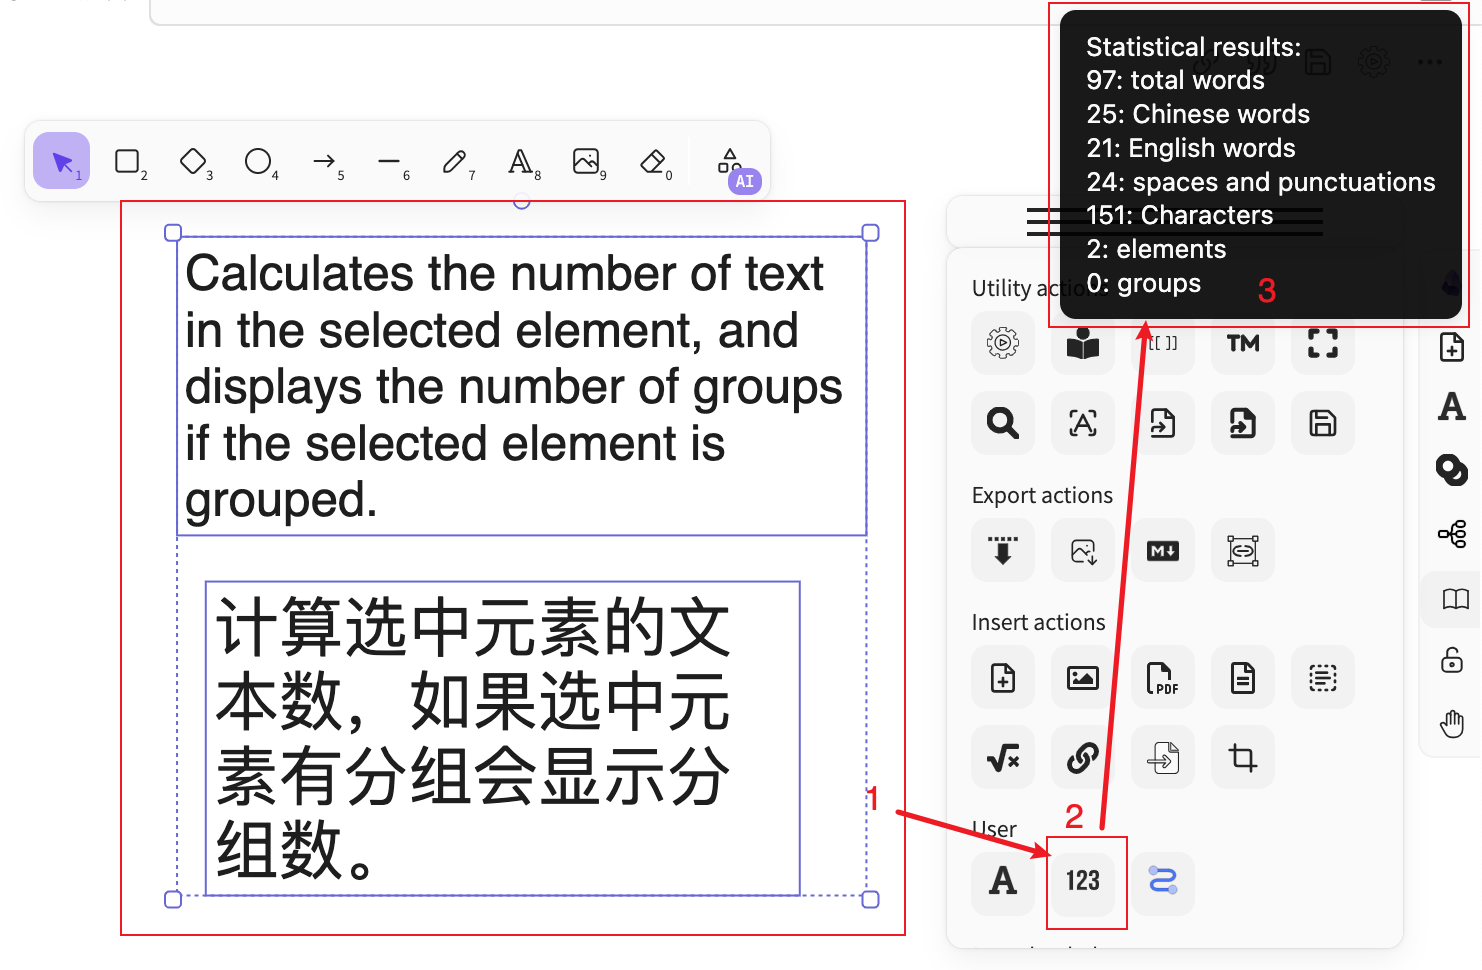 Statistical results:
97: total words
25: Chinese words
21: English words
24: spaces and punctuations
151: Characters
2: elements
0: groups
3
1
2
3
4
5
6
A 8
7
9
0
AI
Calculates the number of text
in the selected element, and
displays the number of groups
if the selected element is
grouped.
计算选中元素的文
本数，如果选中元
素有分组会显示分
组数。
1
Utility actions
[[ ]]
TM
A
Export actions
M
Insert actions
PDF
√x
2
User
A
123
A